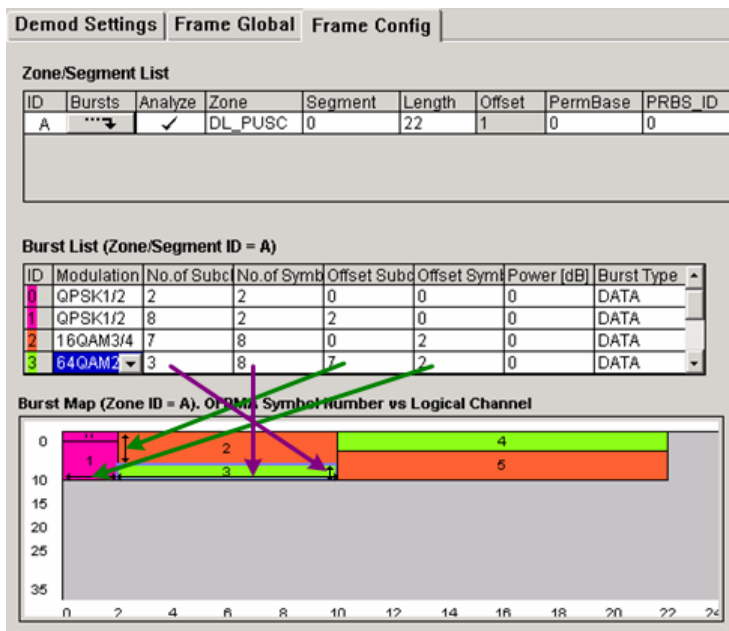 Demod Settings Frame Global Frame Config
Zone/Segment List
ID Bursts Analyze Zone Segment Length Offset PermBase PRBS_ID
A DL_PUSC 0 22 1 0 0
Burst List (Zone/Segment ID = A)
ID Modulation No.of Subcl No.of Symb Offset Subc Offset Syml Power [dB] Burst Type
0 QPSK1/2 2 2 0 0 0 DATA
1 QPSK1/2 8 2 2 0 0 DATA
2 16QAM3/4 7 8 0 2 0 DATA
3 64QAM2 3 8 7 2 0 DATA
Burst Map (Zone ID = A). OFDMA Symbol Number vs Logical Channel
0 2 4
1 5
10 3
15
20
25
35
0 2 4 6 8 10 12 14 16 18 20 22 24